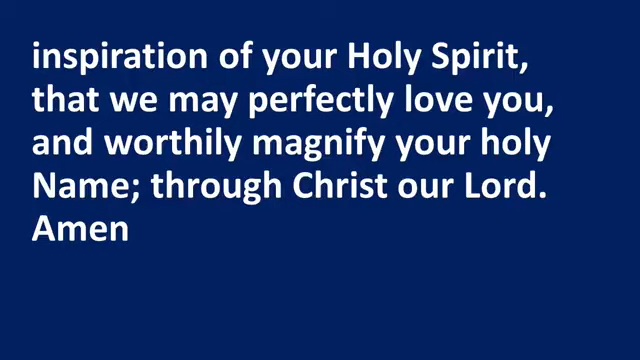 inspiration of your Holy Spirit,
that we may perfectly love you,
and worthily magnify your holy
Name; through Christ our Lord.
Amen